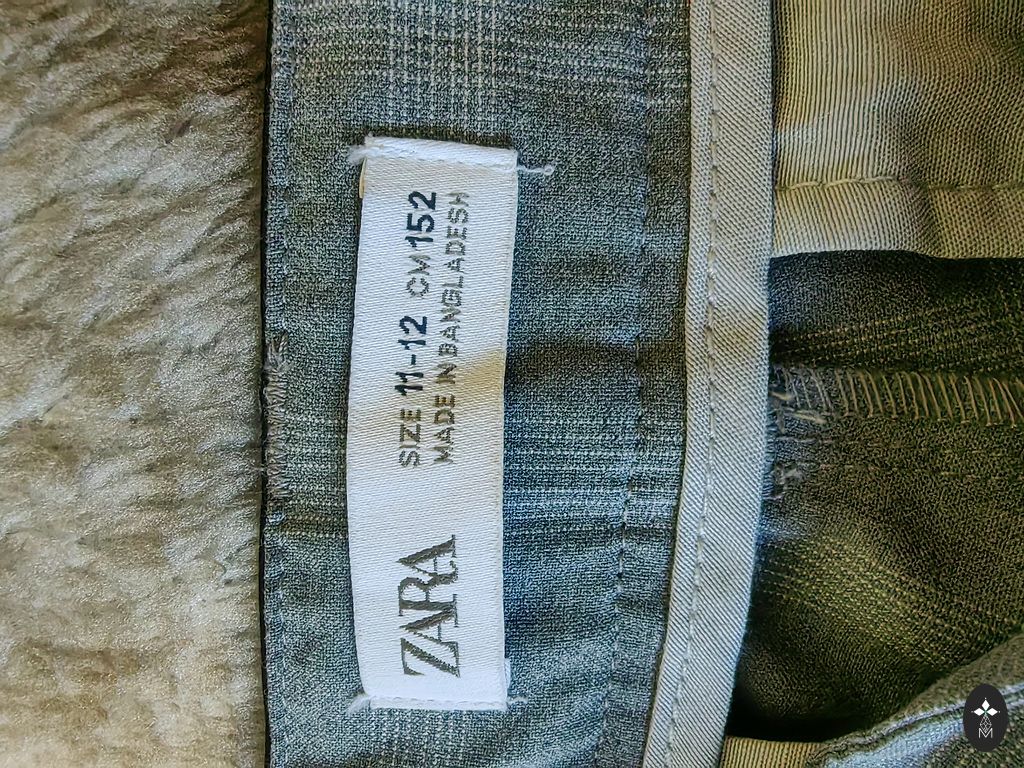 ZARA
SIZE 11-12 CM 152
MADE IN BANGLADESH
M